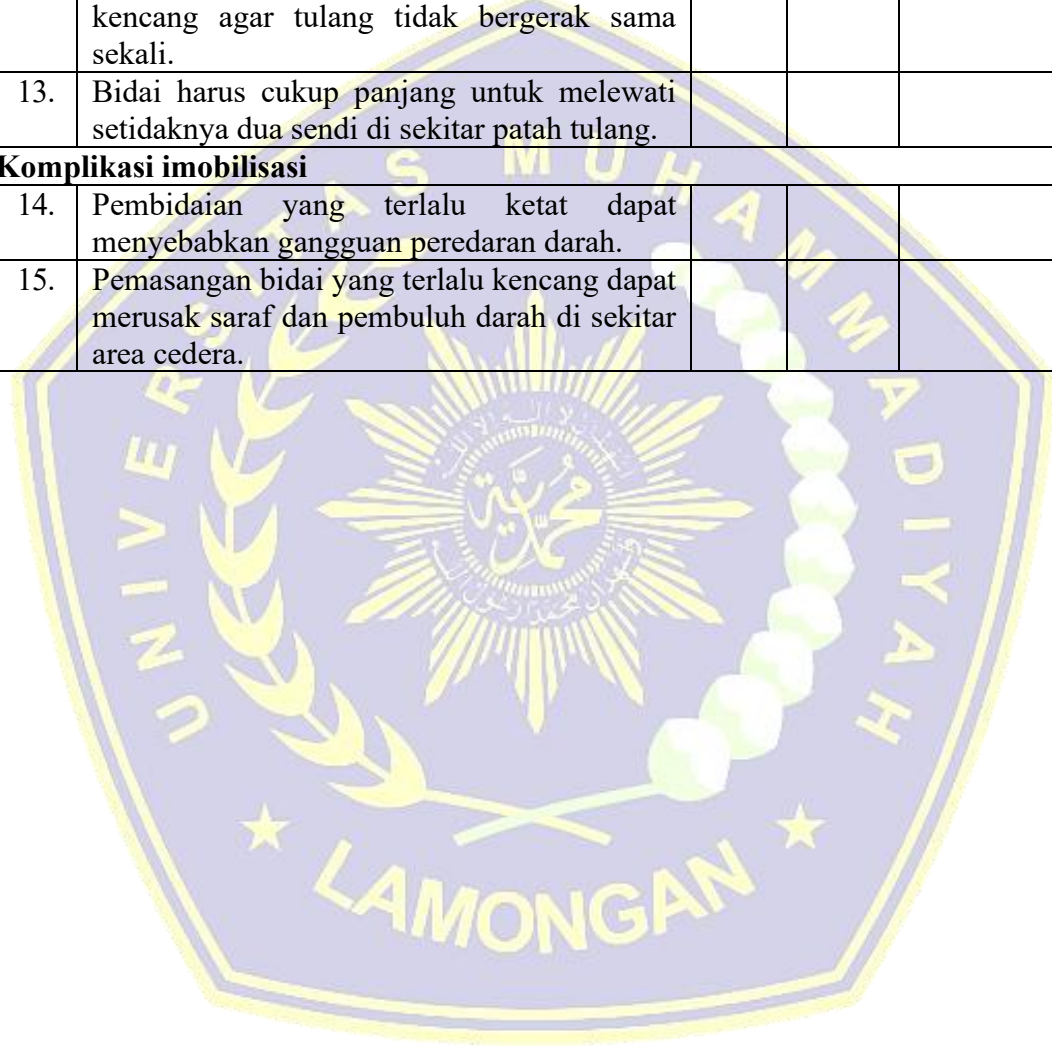 kencang agar tulang tidak bergerak sama
sekali.
13. Bidai harus cukup panjang untuk melewati
setidaknya dua sendi di sekitar patah tulang.
Komplikasi imobilisasi
14. Pembidaian yang terlalu ketat dapat
menyebabkan gangguan peredaran darah.
15. Pemasangan bidai yang terlalu kencang dapat
merusak saraf dan pembuluh darah di sekitar
area cedera.
UNIVERSITAS MUHAMMADIYAH
محمدية
LAMONGAN